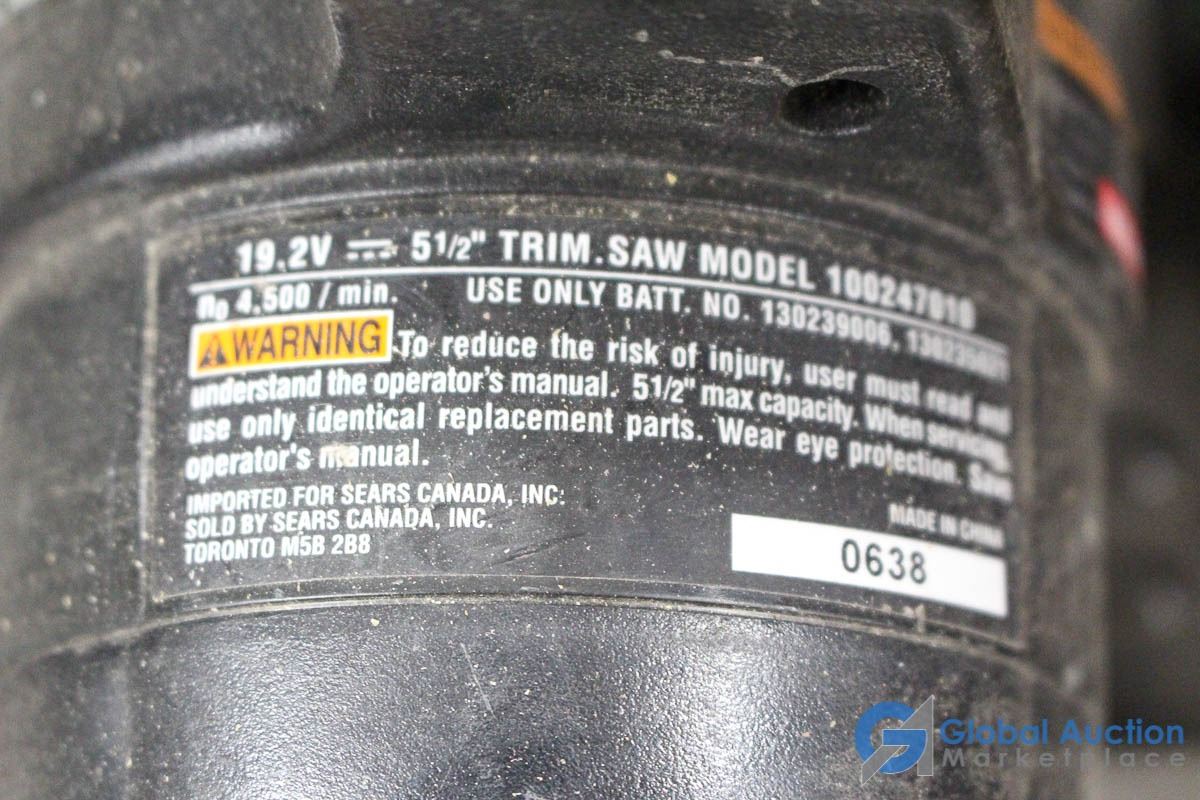 19.2V ⎓ 5 1/2" TRIM.SAW MODEL 100247010
n₀ 4,500 / min. USE ONLY BATT. NO. 130239006,
⚠WARNING To reduce the risk of injury, user must read and
understand the operator's manual. 5 1/2" max capacity. When servicing,
use only identical replacement parts. Wear eye protection. Save
operator's manual.
IMPORTED FOR SEARS CANADA, INC.
SOLD BY SEARS CANADA, INC.
TORONTO M5B 2B8
MADE IN CHINA
0638
Global Auction
Marketplace